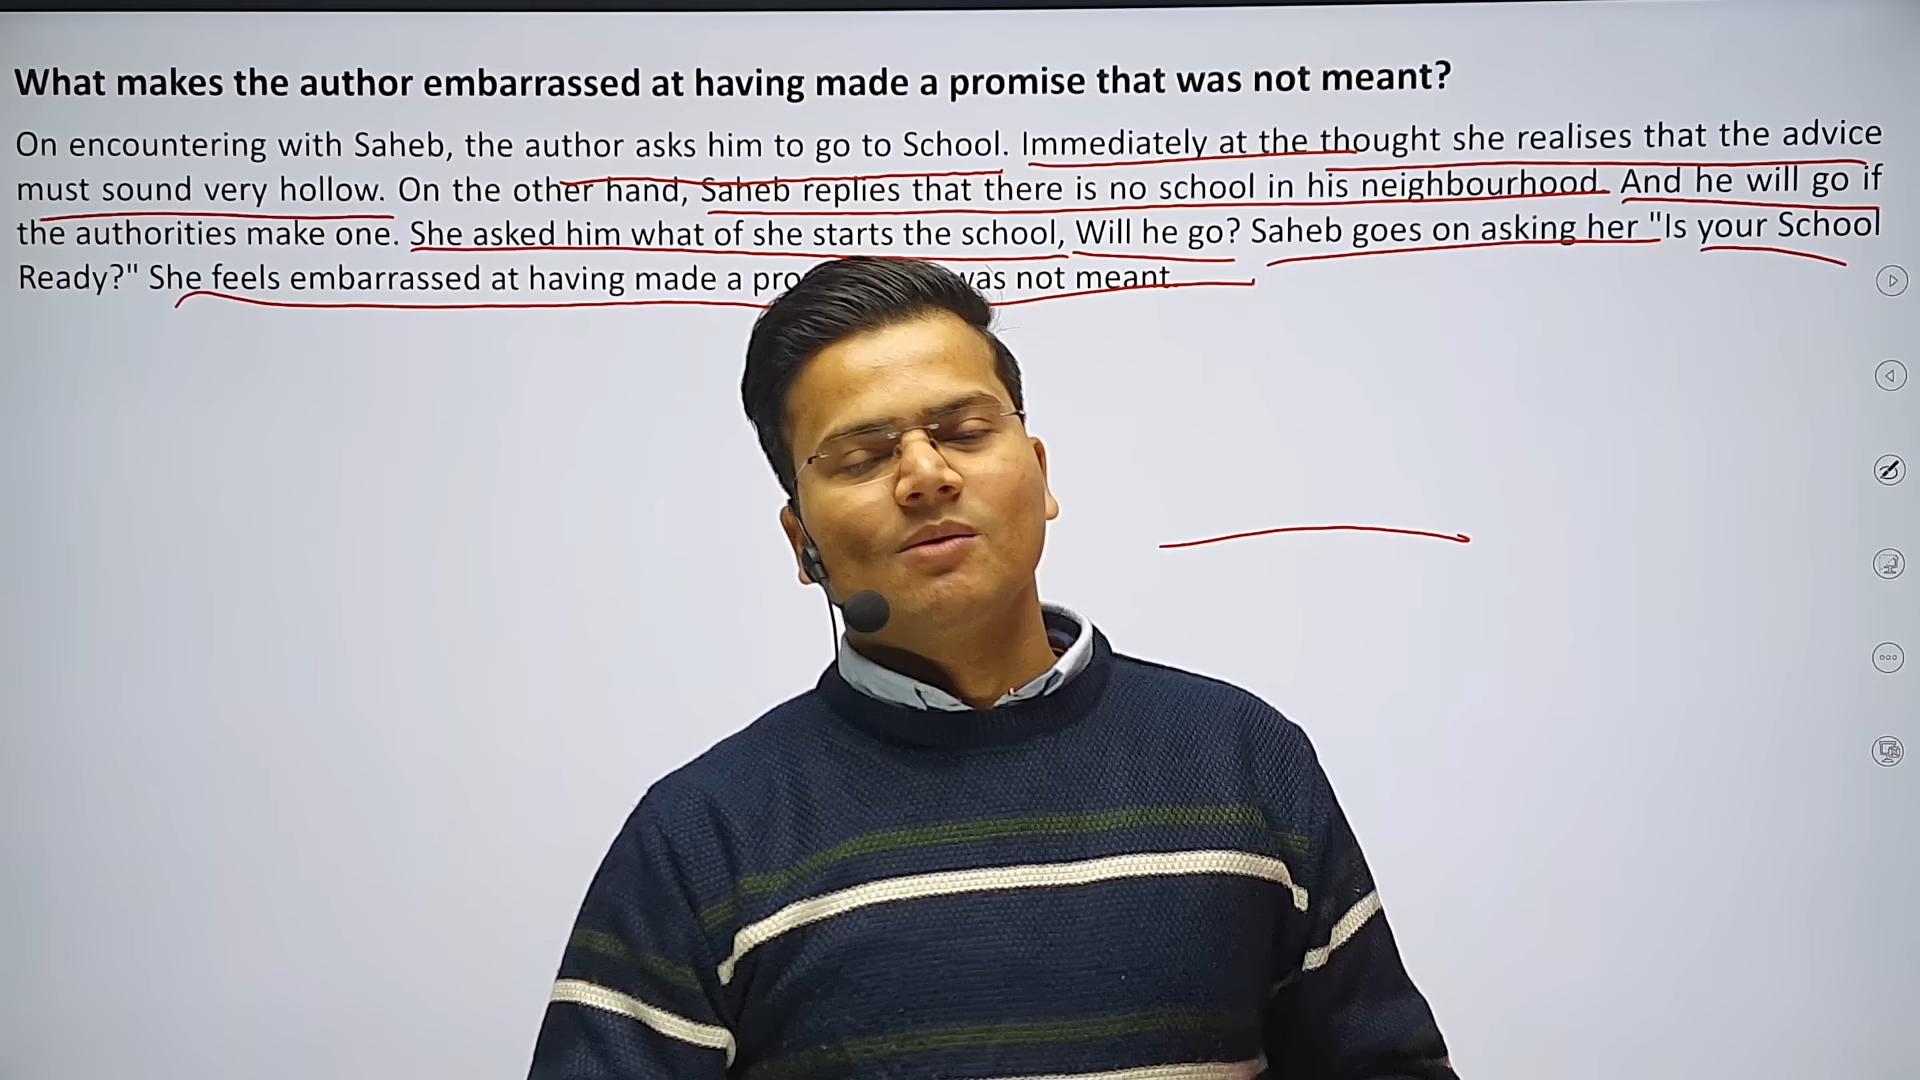 What makes the author embarrassed at having made a promise that was not meant?
On encountering with Saheb, the author asks him to go to School. Immediately at the thought she realises that the advice
must sound very hollow. On the other hand, Saheb replies that there is no school in his neighbourhood. And he will go if
the authorities make one. She asked him what of she starts the school, Will he go? Saheb goes on asking her "Is your School
Ready?" She feels embarrassed at having made a was not meant.